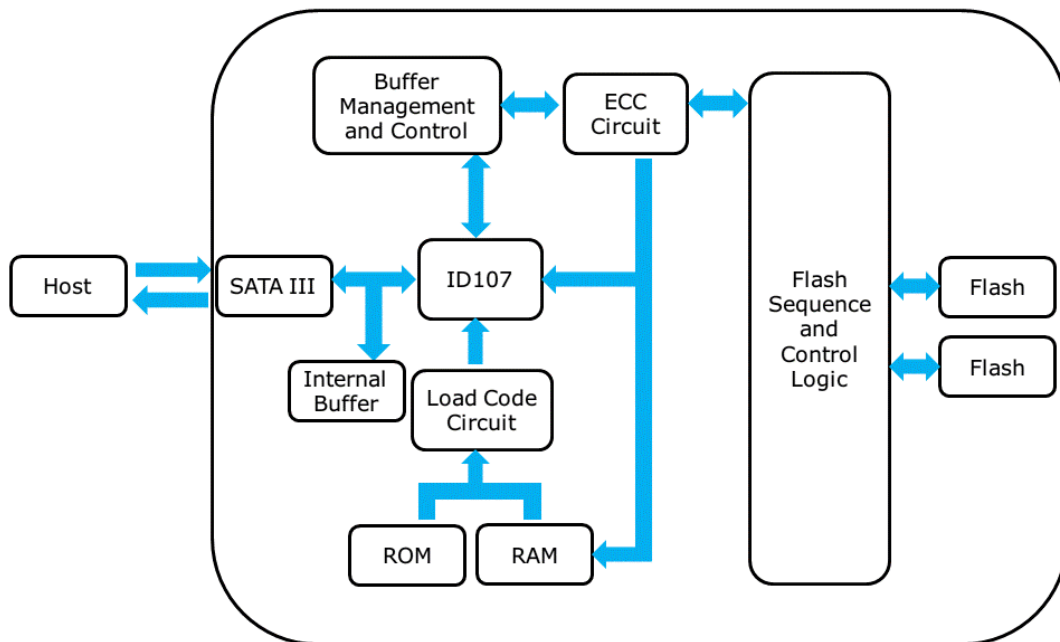 Buffer
Management
and Control
ECC
Circuit
Host
SATA III
ID107
Flash
Sequence
and
Control
Logic
Flash
Flash
Internal
Buffer
Load Code
Circuit
ROM
RAM